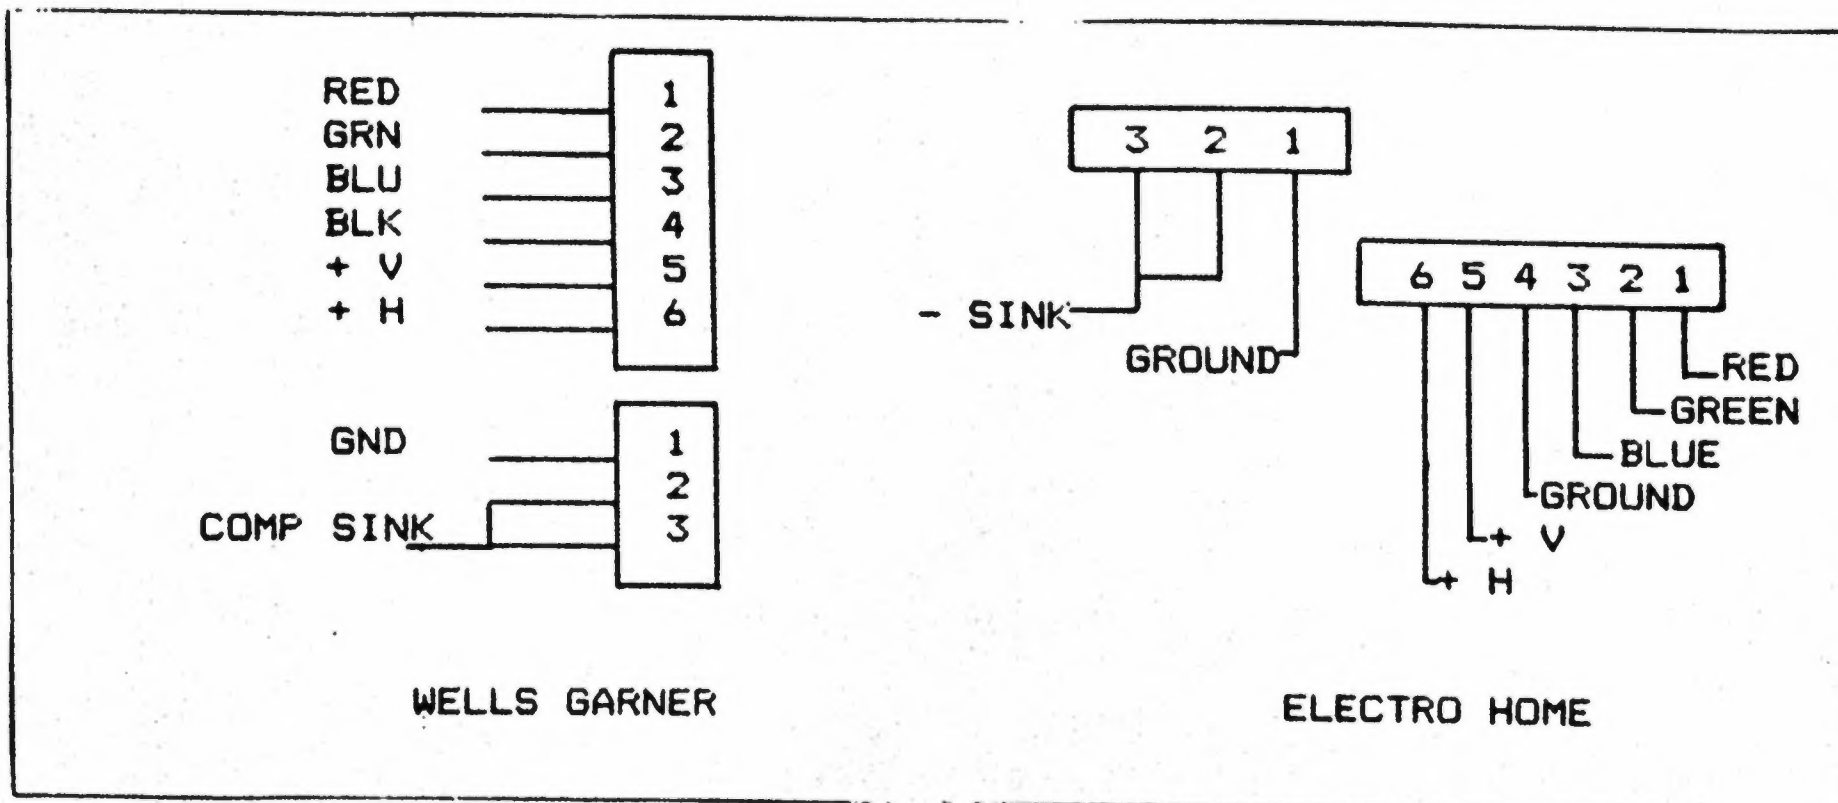 RED 1
GRN 2
BLU 3
BLK 4
+ V 5
+ H 6
GND 1
2
COMP SINK 3
WELLS GARNER
3 2 1
- SINK
GROUND
6 5 4 3 2 1
RED
GREEN
BLUE
GROUND
+ V
+ H
ELECTRO HOME